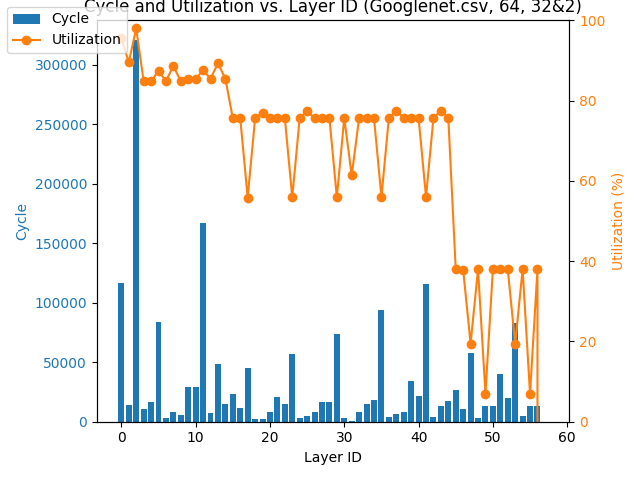 Cycle and Utilization vs. Layer ID (Googlenet.csv, 64, 32&2)
Cycle
Utilization
300000
250000
200000
150000
100000
50000
0
Cycle
100
80
60
40
20
0
Utilization (%)
0 10 20 30 40 50 60
Layer ID